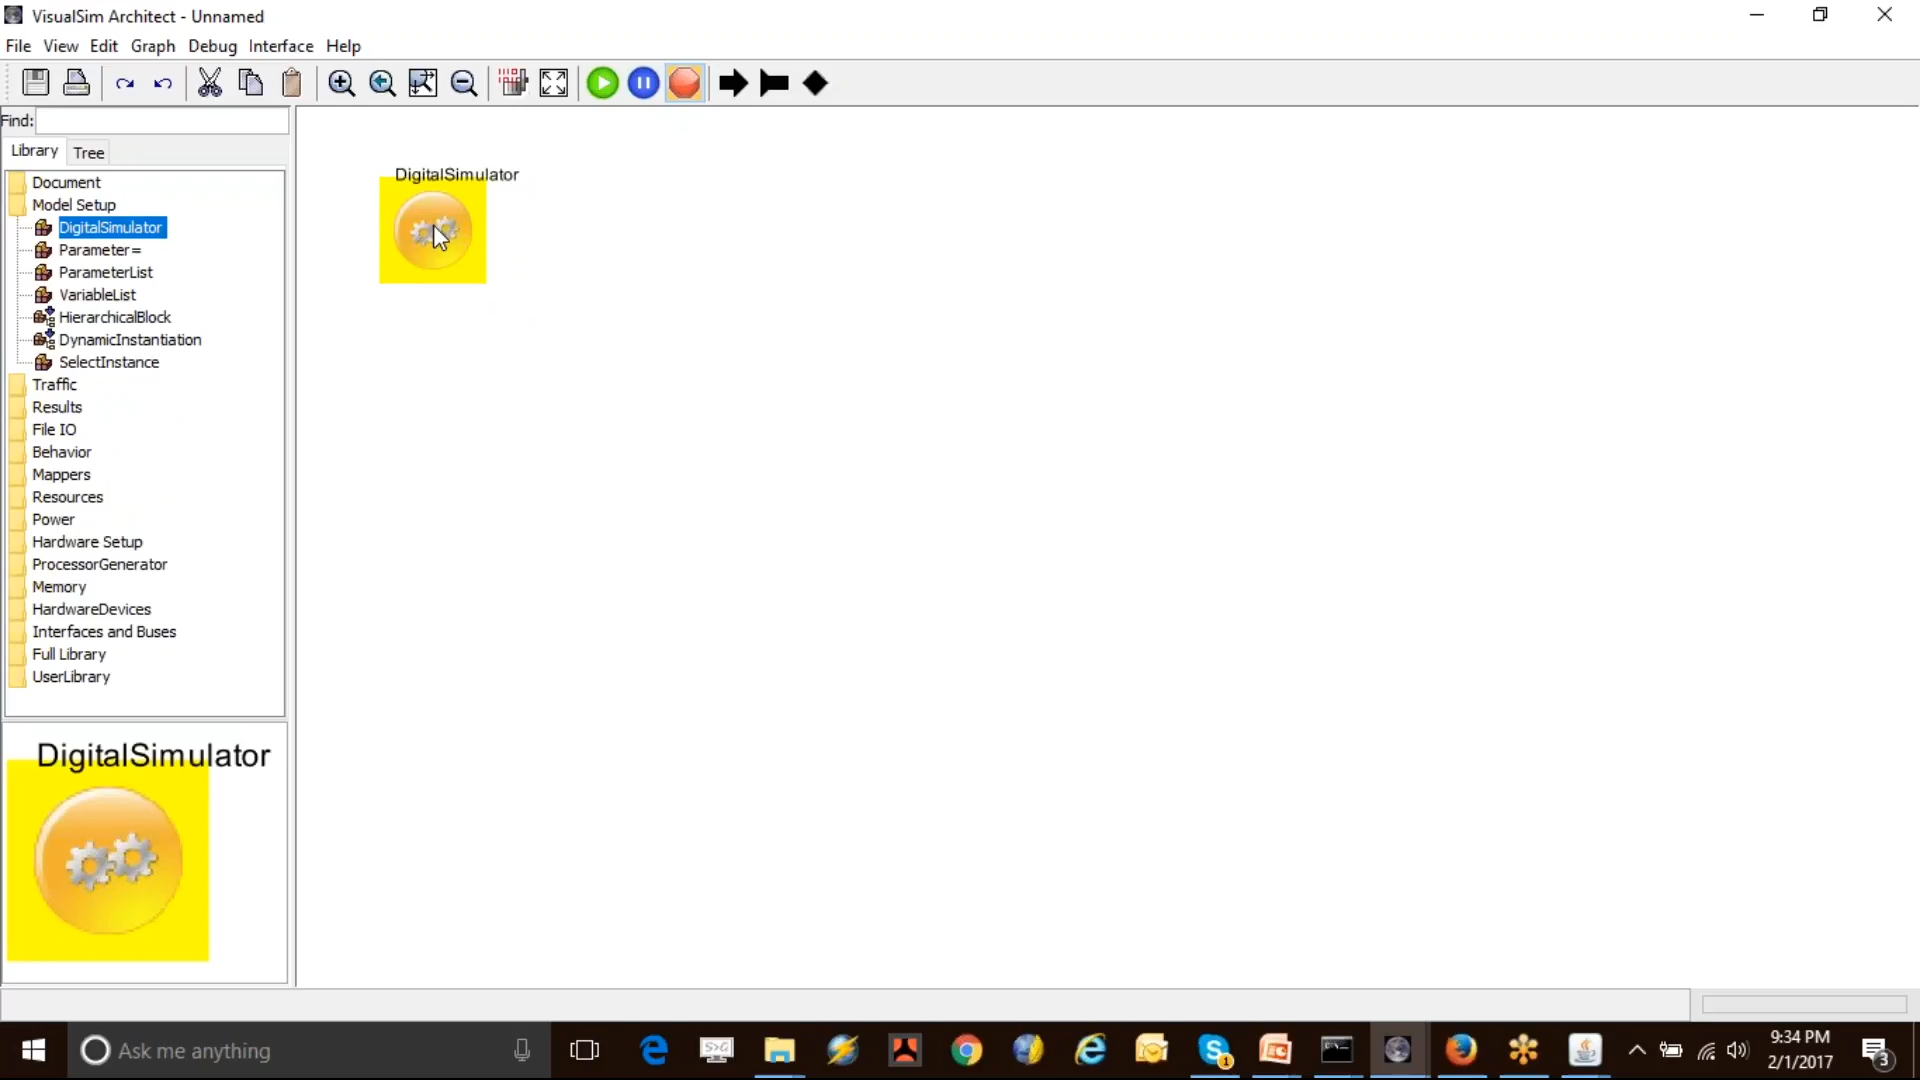 VisualSim Architect - Unnamed
File View Edit Graph Debug Interface Help
Find:
Library Tree
Document
Model Setup
DigitalSimulator
Parameter=
ParameterList
VariableList
HierarchicalBlock
DynamicInstantiation
SelectInstance
Traffic
Results
File IO
Behavior
Mappers
Resources
Power
Hardware Setup
ProcessorGenerator
Memory
HardwareDevices
Interfaces and Buses
Full Library
UserLibrary
DigitalSimulator
DigitalSimulator
Ask me anything
1
9:34 PM
2/1/2017
3